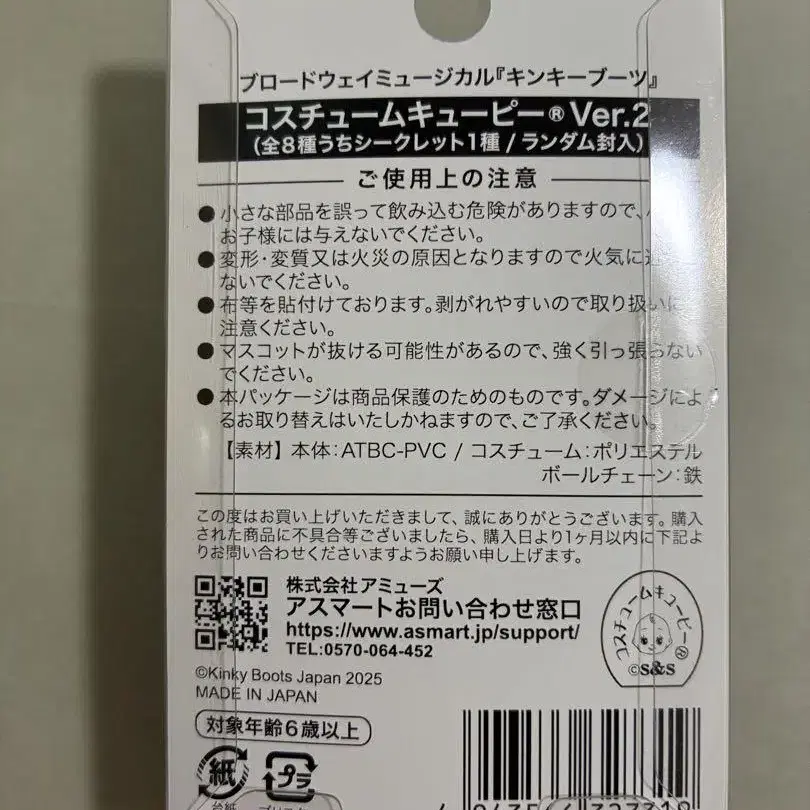 ブロードウェイミュージカル『キンキーブーツ』
コスチュームキューピー® Ver.2
(全8種うちシークレット1種 / ランダム封入)
ご使用上の注意
●小さな部品を誤って飲み込む危険がありますので、
お子様には与えないでください。
●変形・変質又は火災の原因となりますので火気に近
ないでください。
●布等を貼付けております。剥がれやすいので取り扱いに
注意ください。
●マスコットが抜ける可能性があるので、強く引っ張らない
でください。
●本パッケージは商品保護のためのものです。ダメージによ
るお取り替えはいたしかねますので、ご了承ください。
【素材】本体:ATBC-PVC / コスチューム:ポリエステル
ボールチェーン:鉄
この度はお買い上げいただきまして、誠にありがとうございます。購入
された商品に不具合等ございましたら、購入日より1ヶ月以内に下記よ
りお問い合わせくださいますようお願い申し上げます。
株式会社アミューズ
アスマートお問い合わせ窓口
https://www.asmart.jp/support/
TEL:0570-064-452
コスチュームキューピー®
©S&S
©Kinky Boots Japan 2025
MADE IN JAPAN
対象年齢6歳以上
紙
プラ
台紙